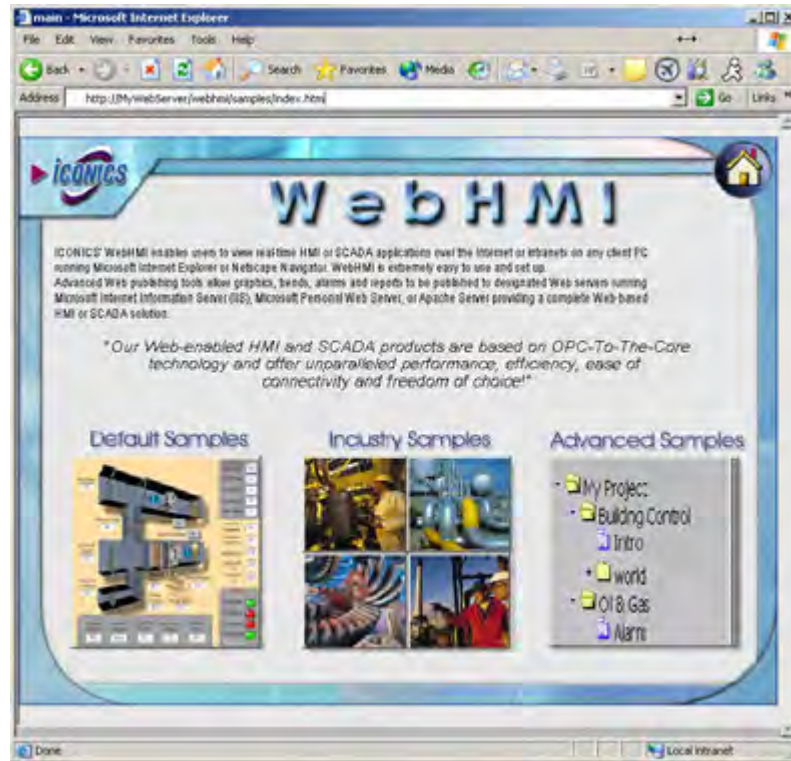 main - Microsoft Internet Explorer
File Edit View Favorites Tools Help
Back Search Favorites Media
Address http://MyWebServer/webhmi/samples/index.htm Go Links
ICONICS
WebHMI
ICONICS' WebHMI enables users to view real-time HMI or SCADA applications over the Internet or intranets on any client PC
running Microsoft Internet Explorer or Netscape Navigator. WebHMI is extremely easy to use and set up.
Advanced Web publishing tools allow graphics, trends, alarms and reports to be published to designated Web servers running
Microsoft Internet Information Server (IIS), Microsoft Personal Web Server, or Apache Server providing a complete Web-based
HMI or SCADA solution.
"Our Web-enabled HMI and SCADA products are based on OPC-To-The-Core
technology and offer unparalleled performance, efficiency, ease of
connectivity and freedom of choice!"
Default Samples Industry Samples Advanced Samples
My Project
Building Control
Intro
world
Oil & Gas
Alarm
Done Local intranet